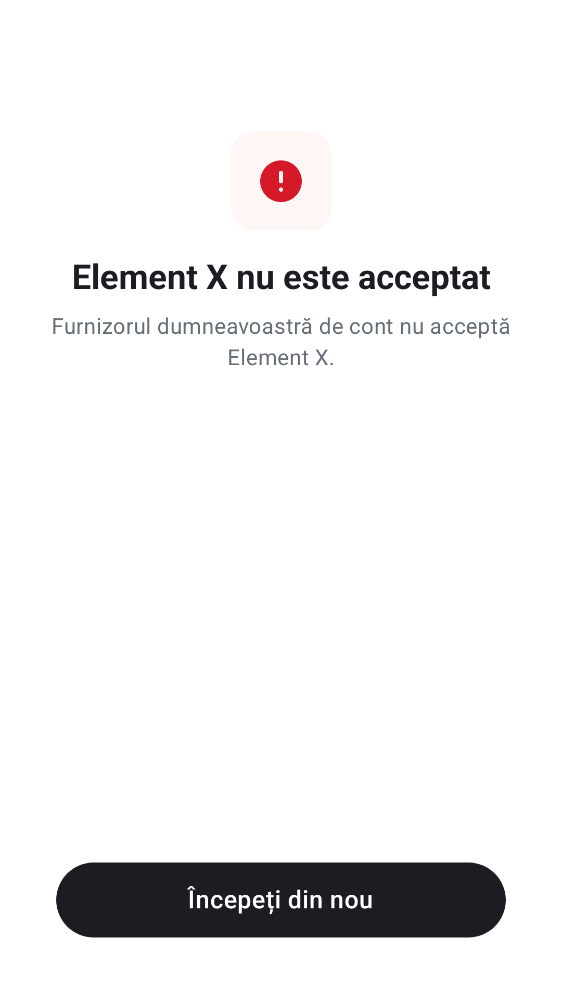 Element X nu este acceptat
Furnizorul dumneavoastră de cont nu acceptă
Element X.
Începeți din nou